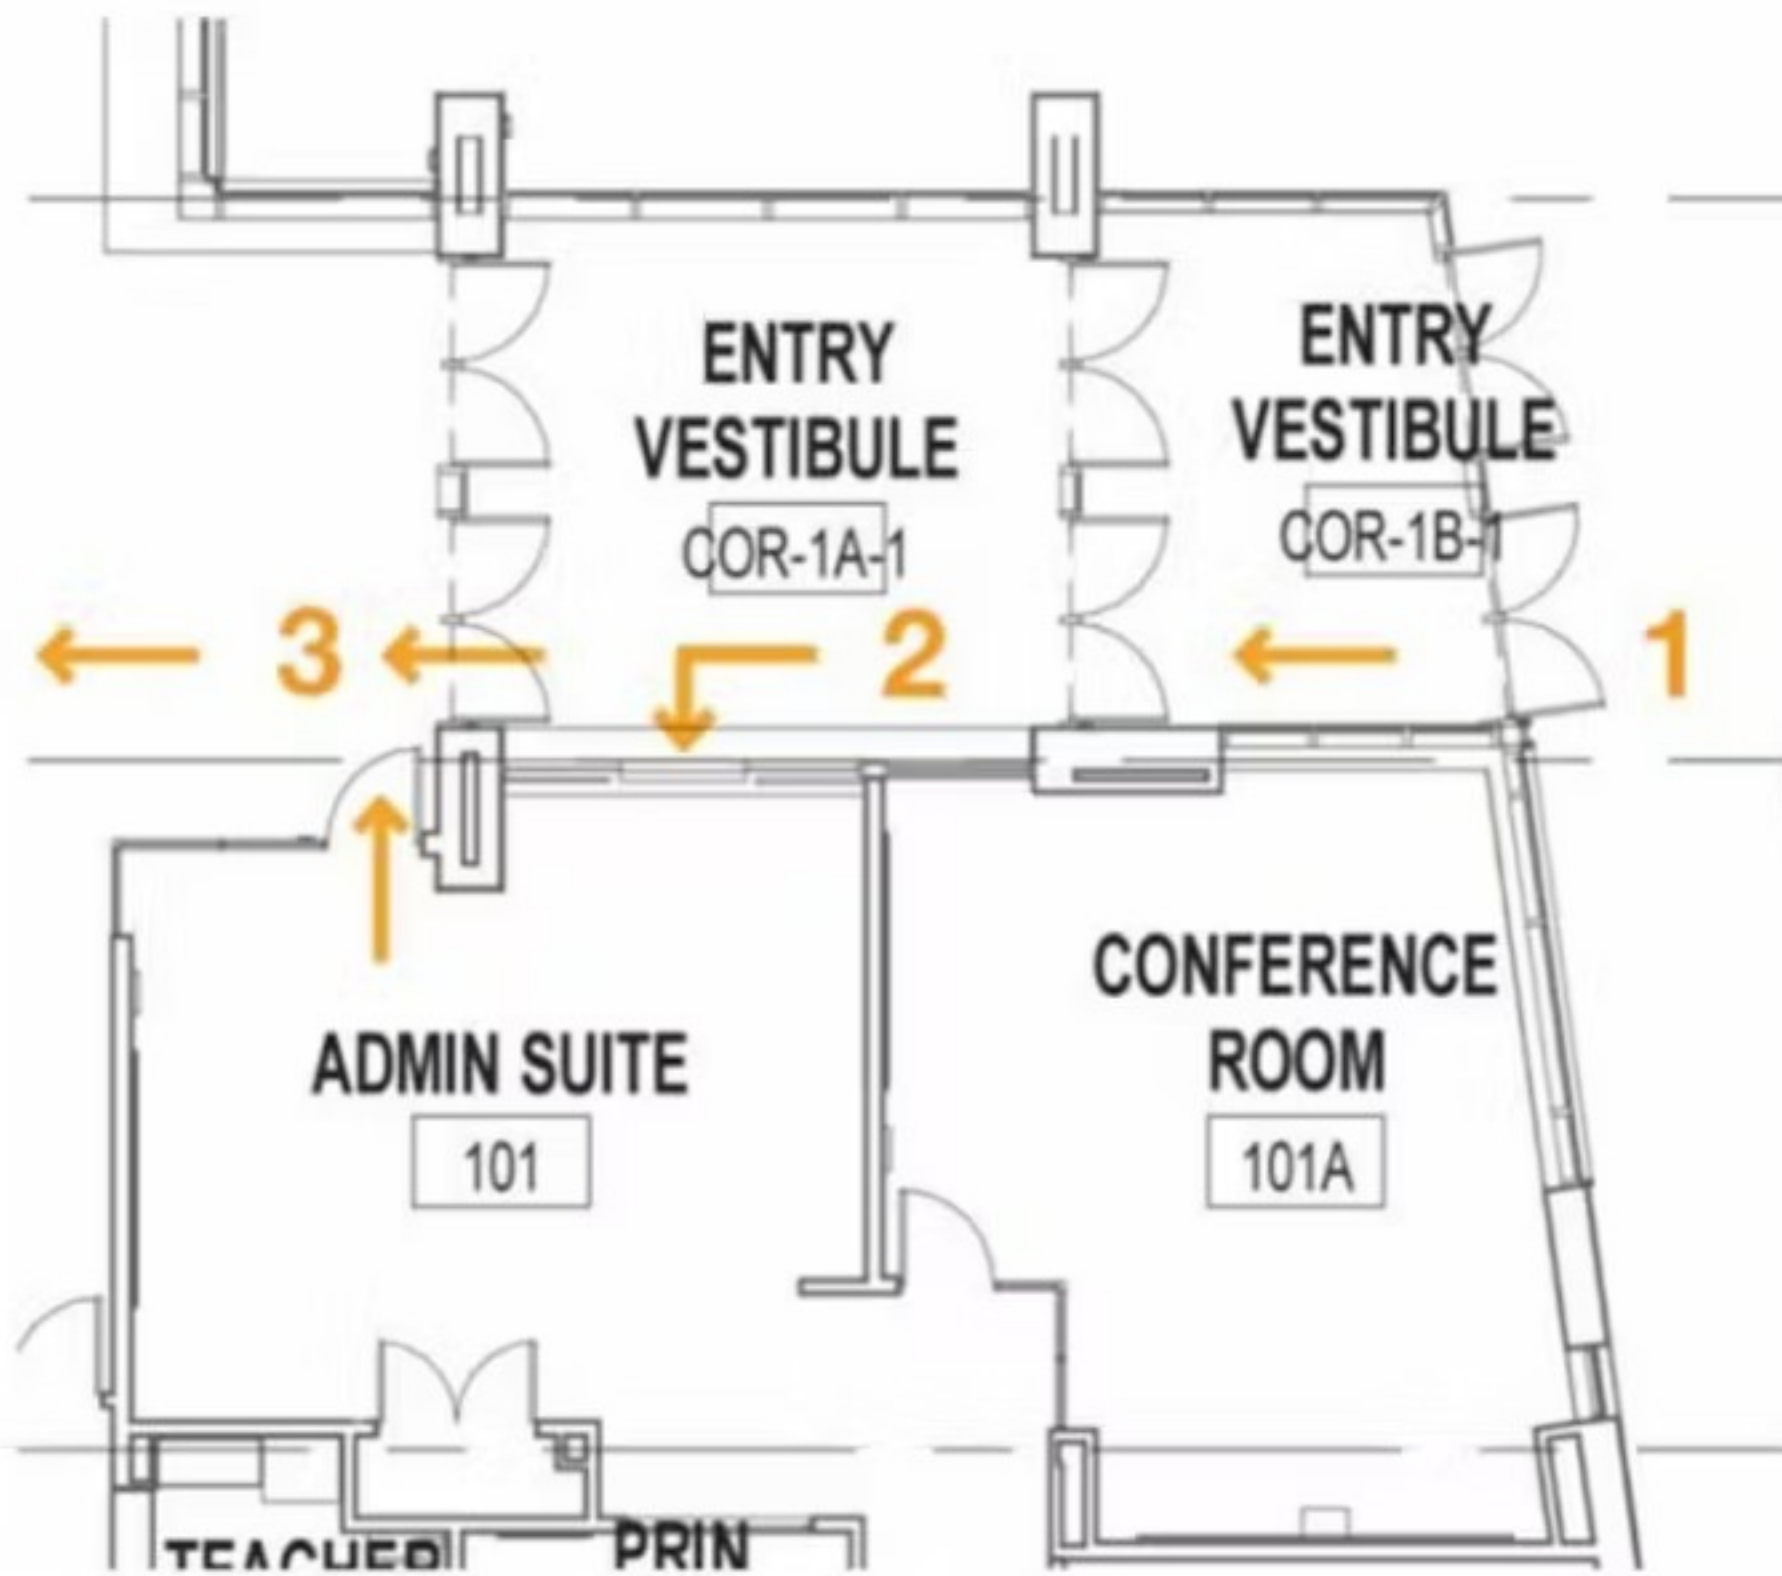 ENTRY
VESTIBULE
COR-1A-1
ENTRY
VESTIBULE
COR-1B-1
3
2
1
ADMIN SUITE
101
CONFERENCE
ROOM
101A
TEACHER
PRIN